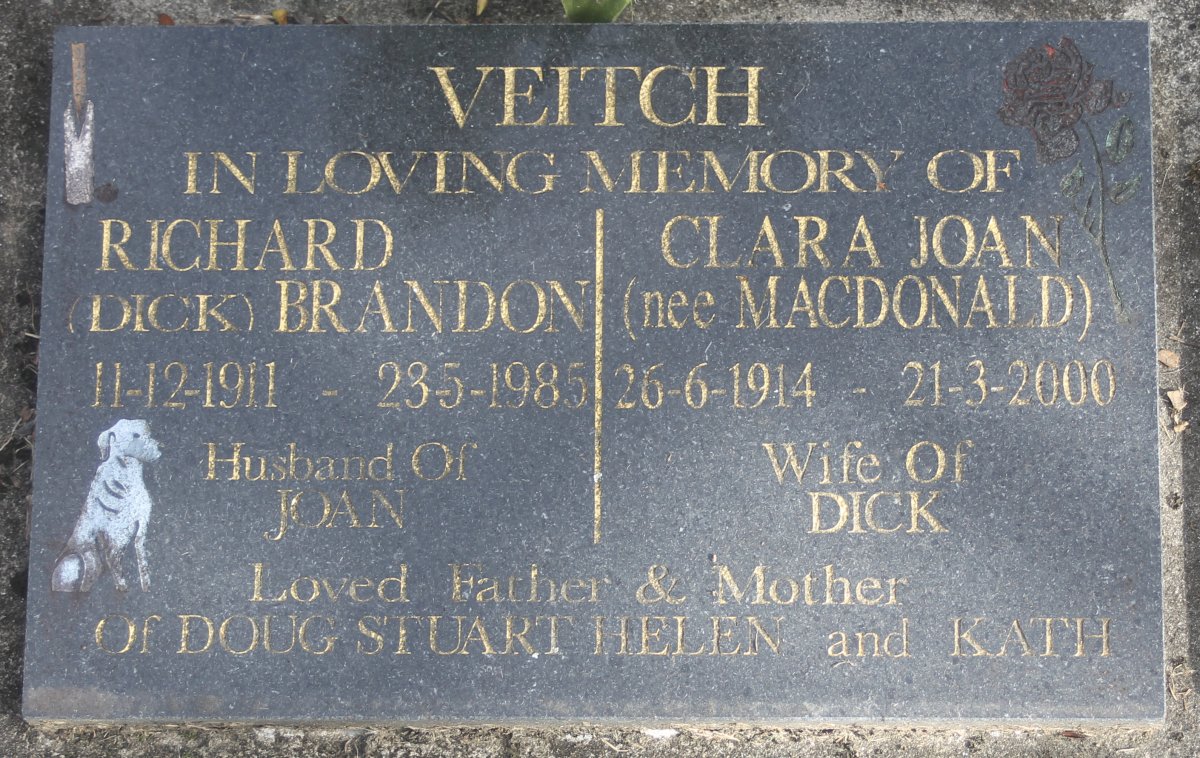 VEITCH
IN LOVING MEMORY OF
RICHARD
(DICK) BRANDON
11-12-1911 - 23-5-1985
Husband Of
JOAN
CLARA JOAN
(nee MACDONALD)
26-6-1914 - 21-3-2000
Wife Of
DICK
Loved Father & Mother
Of DOUG STUART HELEN and KATH